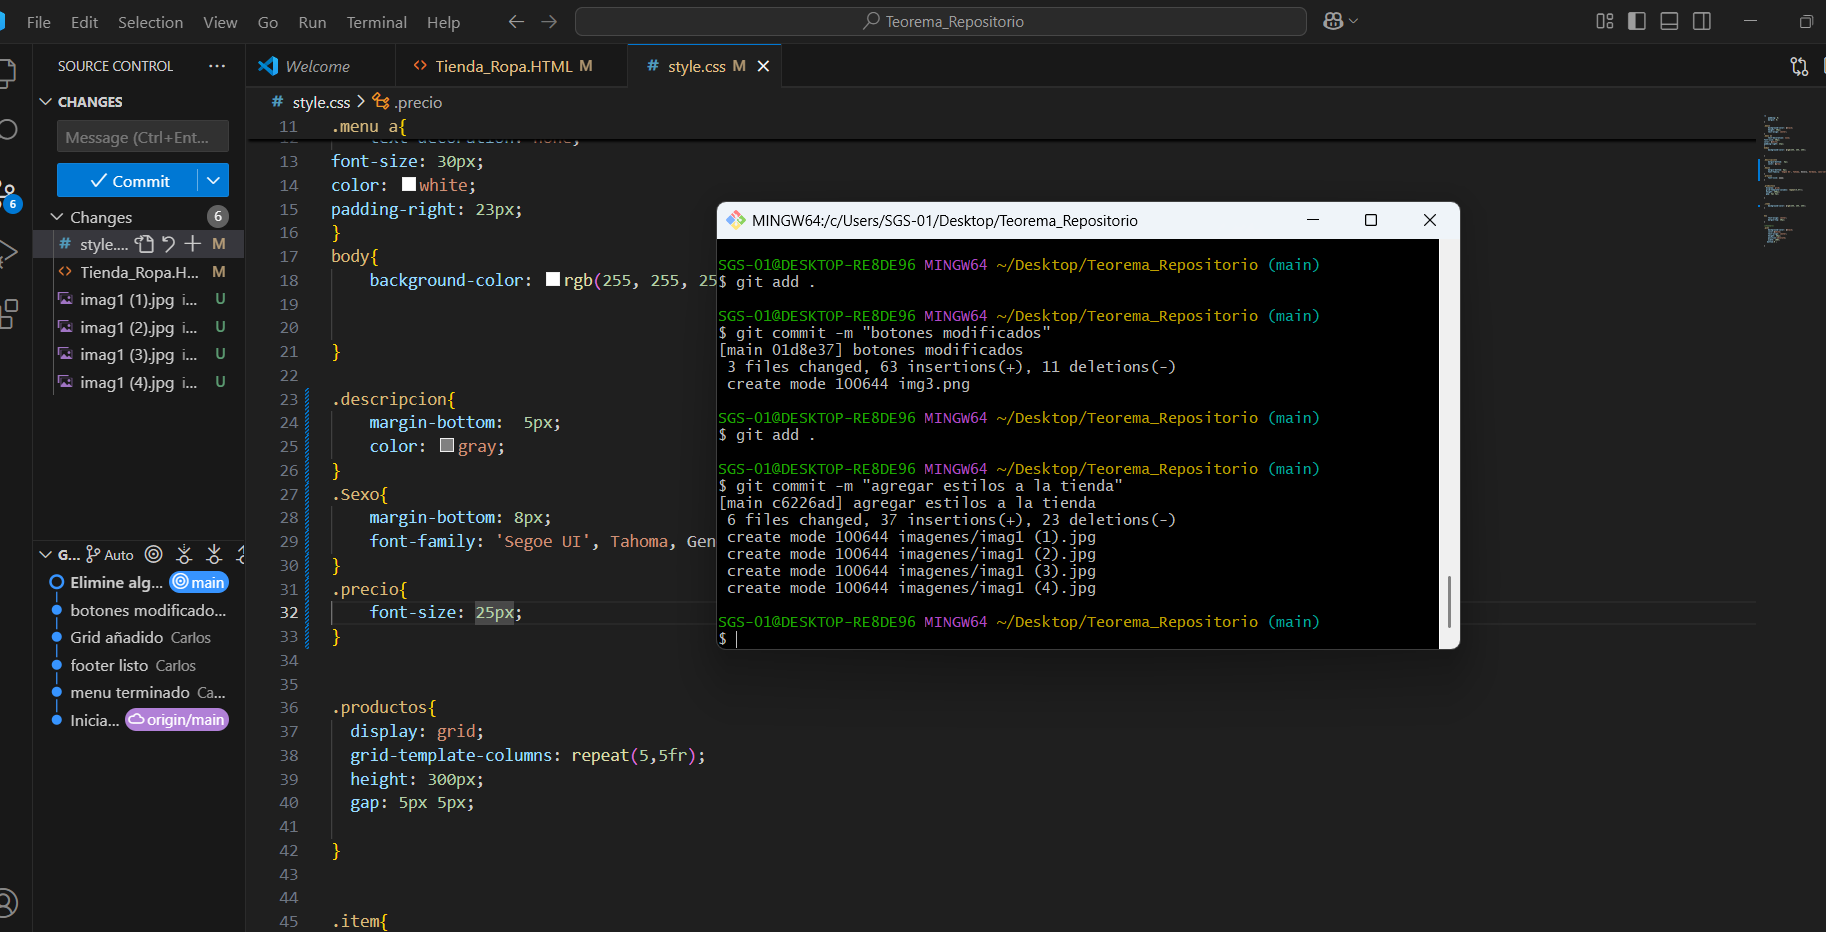 File Edit Selection View Go Run Terminal Help Teorema_Repositorio
SOURCE CONTROL
CHANGES
Message (Ctrl+Ent...
Commit
Changes 6
style.... M
Tienda_Ropa.H... M
imag1 (1).jpg i... U
imag1 (2).jpg i... U
imag1 (3).jpg i... U
imag1 (4).jpg i... U
6
G... Auto
Elimine alg... main
botones modificado...
Grid añadido Carlos
footer listo Carlos
menu terminado Ca...
Inicia... origin/main
Welcome Tienda_Ropa.HTML M style.css M
style.css > .precio
11 .menu a{
13 font-size: 30px;
14 color: white;
15 padding-right: 23px;
16 }
17 body{
18 background-color: rgb(255, 255, 25
19
20
21 }
22
23 .descripcion{
24 margin-bottom:  5px;
25 color: gray;
26 }
27 .Sexo{
28 margin-bottom: 8px;
29 font-family: 'Segoe UI', Tahoma, Gen
30 }
31 .precio{
32 font-size: 25px;
33 }
34
35
36 .productos{
37 display: grid;
38 grid-template-columns: repeat(5,5fr);
39 height: 300px;
40 gap: 5px 5px;
41
42 }
43
44
45 .item{
MINGW64:/c/Users/SGS-01/Desktop/Teorema_Repositorio
SGS-01@DESKTOP-RE8DE96 MINGW64 ~/Desktop/Teorema_Repositorio (main)
$ git add .
SGS-01@DESKTOP-RE8DE96 MINGW64 ~/Desktop/Teorema_Repositorio (main)
$ git commit -m "botones modificados"
[main 01d8e37] botones modificados
3 files changed, 63 insertions(+), 11 deletions(-)
create mode 100644 img3.png
SGS-01@DESKTOP-RE8DE96 MINGW64 ~/Desktop/Teorema_Repositorio (main)
$ git add .
SGS-01@DESKTOP-RE8DE96 MINGW64 ~/Desktop/Teorema_Repositorio (main)
$ git commit -m "agregar estilos a la tienda"
[main c6226ad] agregar estilos a la tienda
6 files changed, 37 insertions(+), 23 deletions(-)
create mode 100644 imagenes/imag1 (1).jpg
create mode 100644 imagenes/imag1 (2).jpg
create mode 100644 imagenes/imag1 (3).jpg
create mode 100644 imagenes/imag1 (4).jpg
SGS-01@DESKTOP-RE8DE96 MINGW64 ~/Desktop/Teorema_Repositorio (main)
$